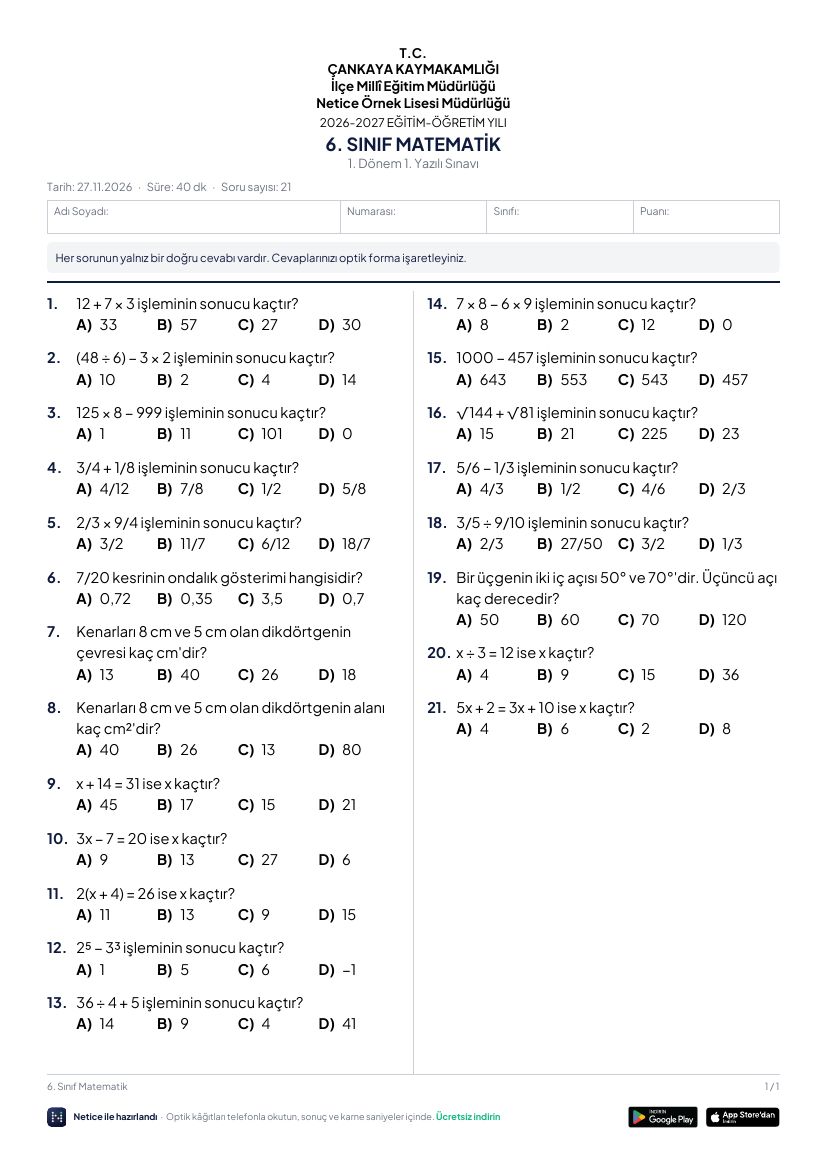 T.C.
ÇANKAYA KAYMAKAMLIĞI
İlçe Millî Eğitim Müdürlüğü
Netice Örnek Lisesi Müdürlüğü
2026-2027 EĞİTİM-ÖĞRETİM YILI
6. SINIF MATEMATİK
1. Dönem 1. Yazılı Sınavı
Tarih: 27.11.2026 · Süre: 40 dk · Soru sayısı: 21
Adı Soyadı: Numarası: Sınıfı: Puanı:
Her sorunun yalnız bir doğru cevabı vardır. Cevaplarınızı optik forma işaretleyiniz.
1. 12 + 7 × 3 işleminin sonucu kaçtır?
A) 33 B) 57 C) 27 D) 30
2. (48 ÷ 6) − 3 × 2 işleminin sonucu kaçtır?
A) 10 B) 2 C) 4 D) 14
3. 125 × 8 − 999 işleminin sonucu kaçtır?
A) 1 B) 11 C) 101 D) 0
4. 3/4 + 1/8 işleminin sonucu kaçtır?
A) 4/12 B) 7/8 C) 1/2 D) 5/8
5. 2/3 × 9/4 işleminin sonucu kaçtır?
A) 3/2 B) 11/7 C) 6/12 D) 18/7
6. 7/20 kesrinin ondalık gösterimi hangisidir?
A) 0,72 B) 0,35 C) 3,5 D) 0,7
7. Kenarları 8 cm ve 5 cm olan dikdörtgenin
çevresi kaç cm'dir?
A) 13 B) 40 C) 26 D) 18
8. Kenarları 8 cm ve 5 cm olan dikdörtgenin alanı
kaç cm²'dir?
A) 40 B) 26 C) 13 D) 80
9. x + 14 = 31 ise x kaçtır?
A) 45 B) 17 C) 15 D) 21
10. 3x − 7 = 20 ise x kaçtır?
A) 9 B) 13 C) 27 D) 6
11. 2(x + 4) = 26 ise x kaçtır?
A) 11 B) 13 C) 9 D) 15
12. 2⁵ − 3³ işleminin sonucu kaçtır?
A) 1 B) 5 C) 6 D) −1
13. 36 ÷ 4 + 5 işleminin sonucu kaçtır?
A) 14 B) 9 C) 4 D) 41
14. 7 × 8 − 6 × 9 işleminin sonucu kaçtır?
A) 8 B) 2 C) 12 D) 0
15. 1000 − 457 işleminin sonucu kaçtır?
A) 643 B) 553 C) 543 D) 457
16. √144 + √81 işleminin sonucu kaçtır?
A) 15 B) 21 C) 225 D) 23
17. 5/6 − 1/3 işleminin sonucu kaçtır?
A) 4/3 B) 1/2 C) 4/6 D) 2/3
18. 3/5 ÷ 9/10 işleminin sonucu kaçtır?
A) 2/3 B) 27/50 C) 3/2 D) 1/3
19. Bir üçgenin iki iç açısı 50° ve 70°'dir. Üçüncü açı
kaç derecedir?
A) 50 B) 60 C) 70 D) 120
20. x ÷ 3 = 12 ise x kaçtır?
A) 4 B) 9 C) 15 D) 36
21. 5x + 2 = 3x + 10 ise x kaçtır?
A) 4 B) 6 C) 2 D) 8
6. Sınıf Matematik 1 / 1
Netice ile hazırlandı · Optik kâğıtları telefonla okutun, sonuç ve karne saniyeler içinde. Ücretsiz indirin
İNDİRİN
Google Play
App Store'dan
İndirin